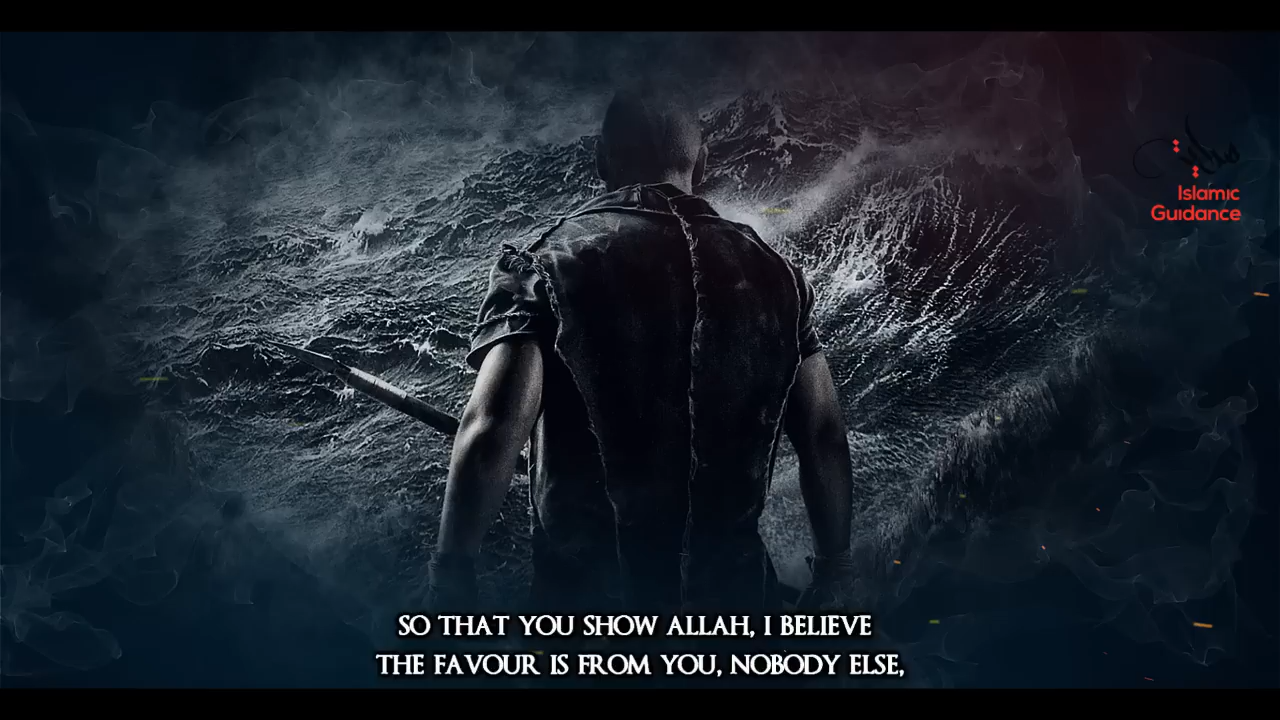 Islamic
Guidance
SO THAT YOU SHOW ALLAH, I BELIEVE
THE FAVOUR IS FROM YOU, NOBODY ELSE,